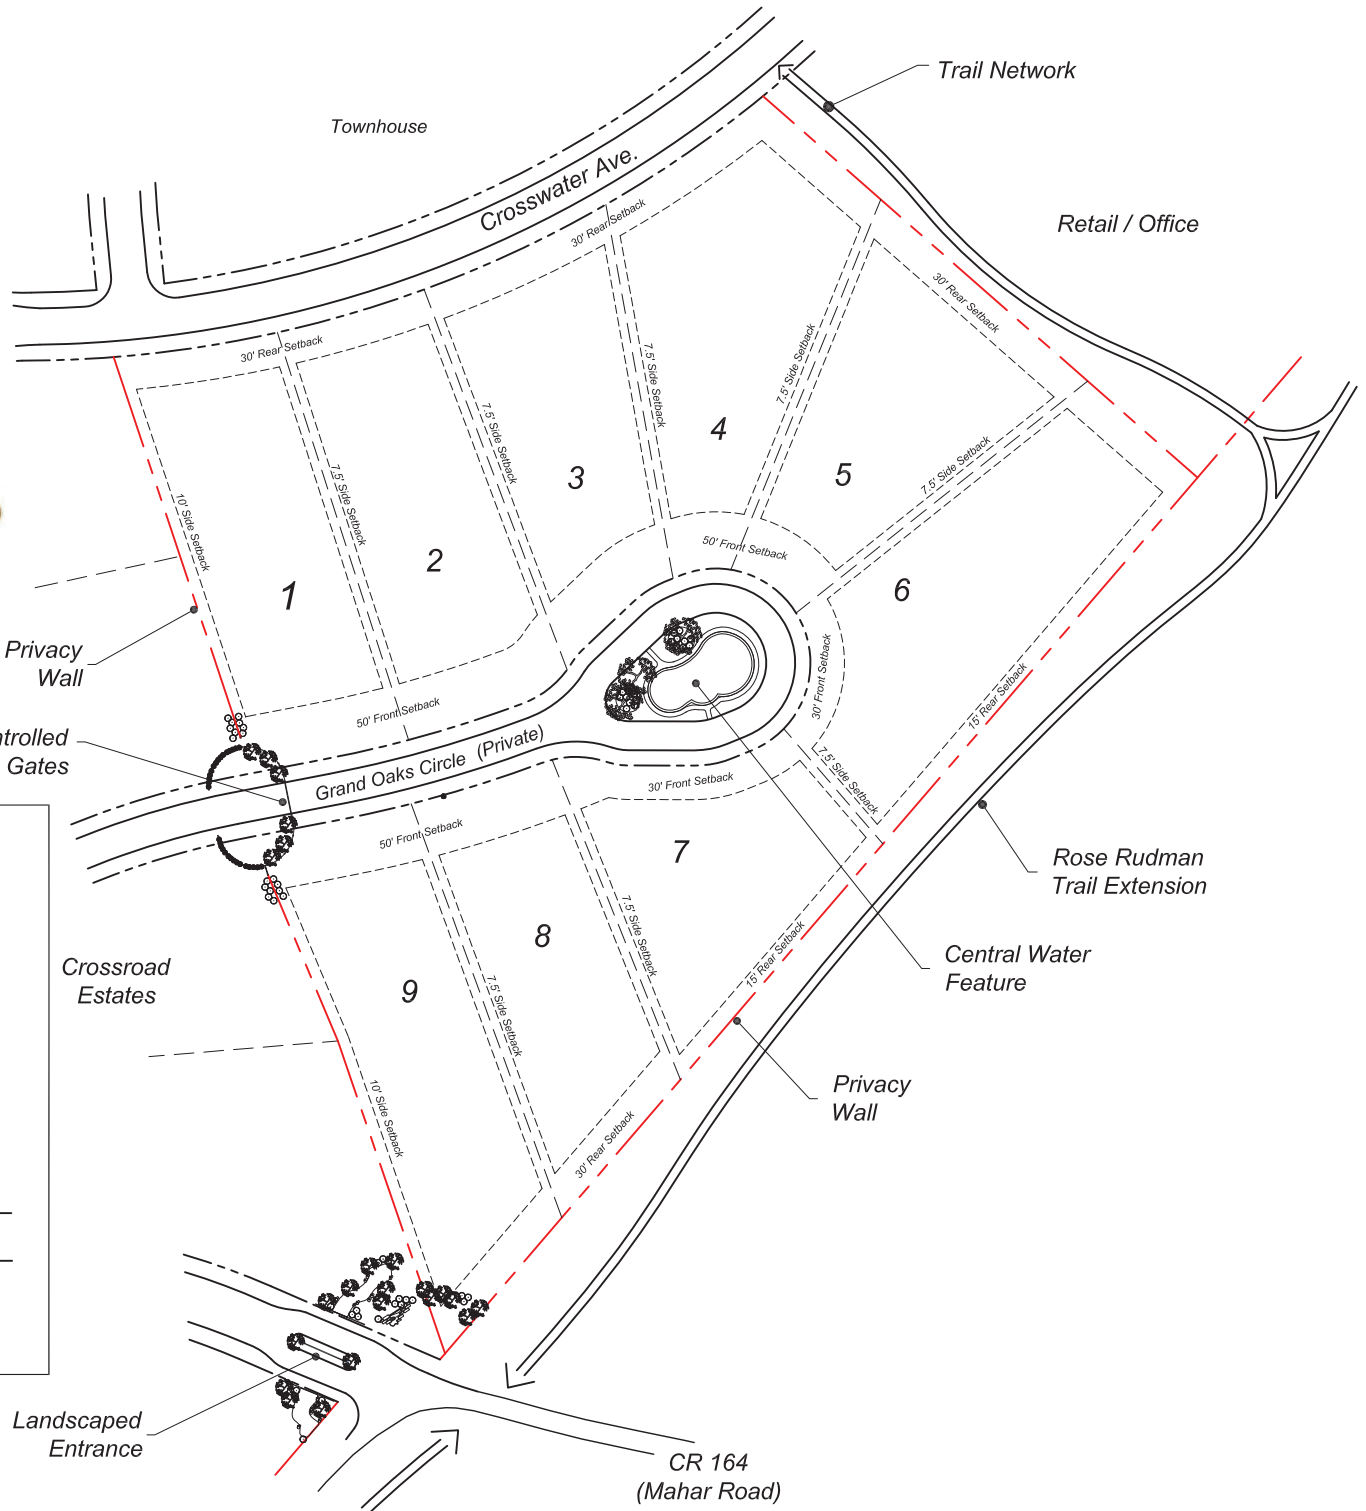 Trail Network
Townhouse
Crosswater Ave.
Retail / Office
30' Rear Setback
30' Rear Setback
30' Rear Setback
7.5' Side Setback
7.5' Side Setback
7.5' Side Setback
7.5' Side Setback
7.5' Side Setback
10' Side Setback
4
3
5
2
1
6
50' Front Setback
Privacy
Wall
30' Front Setback
15' Rear Setback
50' Front Setback
ntrolled
Gates
Grand Oaks Circle (Private)
30' Front Setback
7.5' Side Setback
50' Front Setback
7
Rose Rudman
Trail Extension
8
7.5' Side Setback
15' Rear Setback
Central Water
Feature
Crossroad
Estates
9
7.5' Side Setback
10' Side Setback
Privacy
Wall
30' Rear Setback
Landscaped
Entrance
CR 164
(Mahar Road)